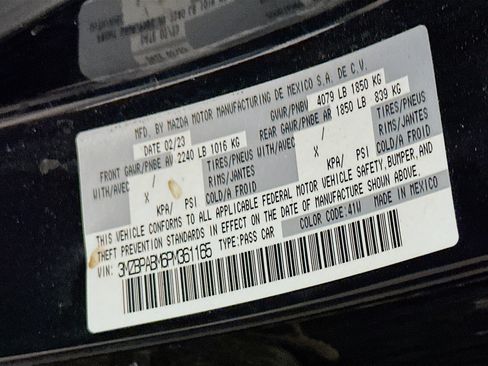 MFD. BY MAZDA MOTOR MANUFACTURING DE MEXICO S.A. DE C.V.
DATE 02/23 GVWR/PNBV 4079 LB 1850 KG
FRONT GAWR/PNBE AV 2240 LB 1016 KG REAR GAWR/PNBE AR 1850 LB 839 KG
WITH/AVEC / TIRES/PNEUS WITH/AVEC / TIRES/PNEUS
X RIMS/JANTES X RIMS/JANTES
KPA/ PSI COLD/A FROID KPA/ PSI COLD/A FROID
THIS VEHICLE CONFORMS TO ALL APPLICABLE FEDERAL MOTOR VEHICLE SAFETY, BUMPER, AND
THEFT PREVENTION STANDARDS IN EFFECT ON THE DATE OF MANUFACTURE SHOWN ABOVE.
VIN: 3MZBPABM6PM361165 TYPE:PASS CAR COLOR CODE:41W MADE IN MEXICO